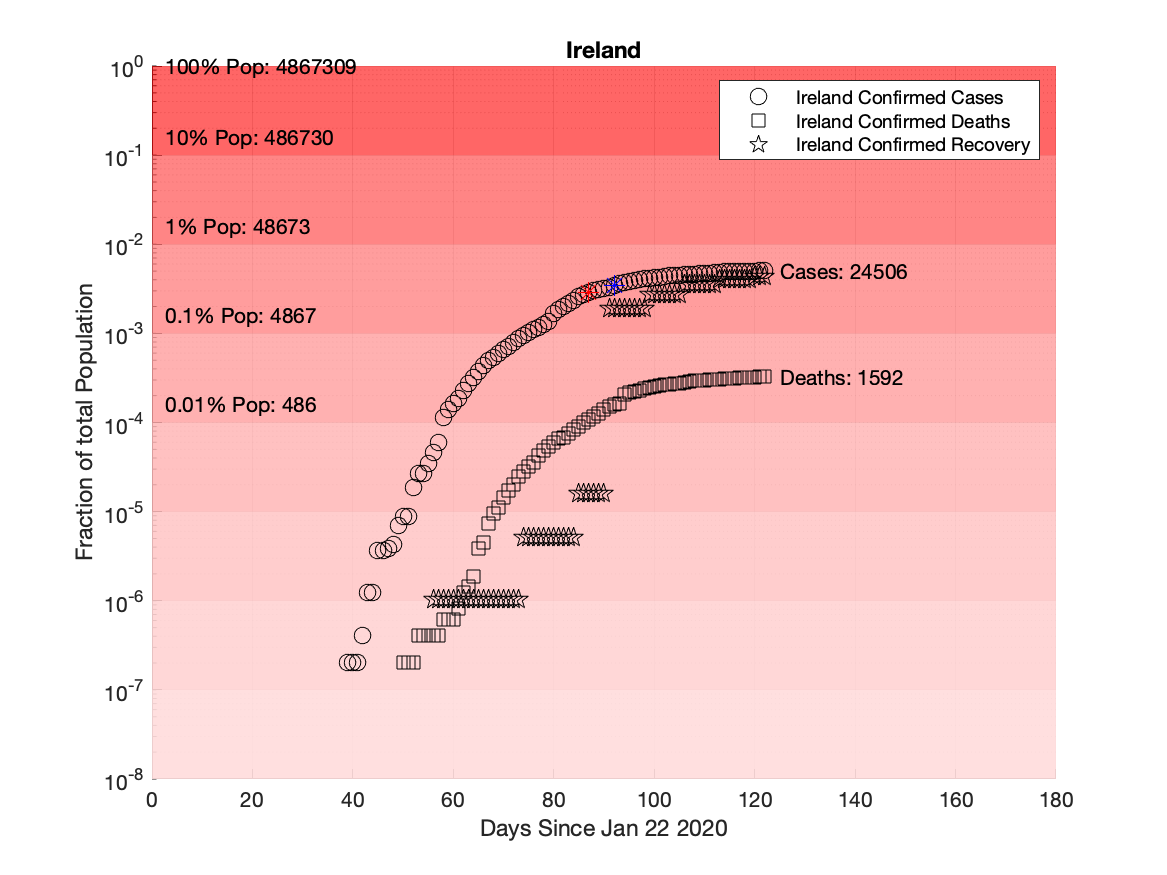 Ireland
10^0
10^-1
10^-2
10^-3
10^-4
10^-5
10^-6
10^-7
10^-8
Fraction of total Population
100% Pop: 4867309
10% Pop: 486730
1% Pop: 48673
0.1% Pop: 4867
0.01% Pop: 486
Ireland Confirmed Cases
Ireland Confirmed Deaths
Ireland Confirmed Recovery
Cases: 24506
Deaths: 1592
0 20 40 60 80 100 120 140 160 180
Days Since Jan 22 2020